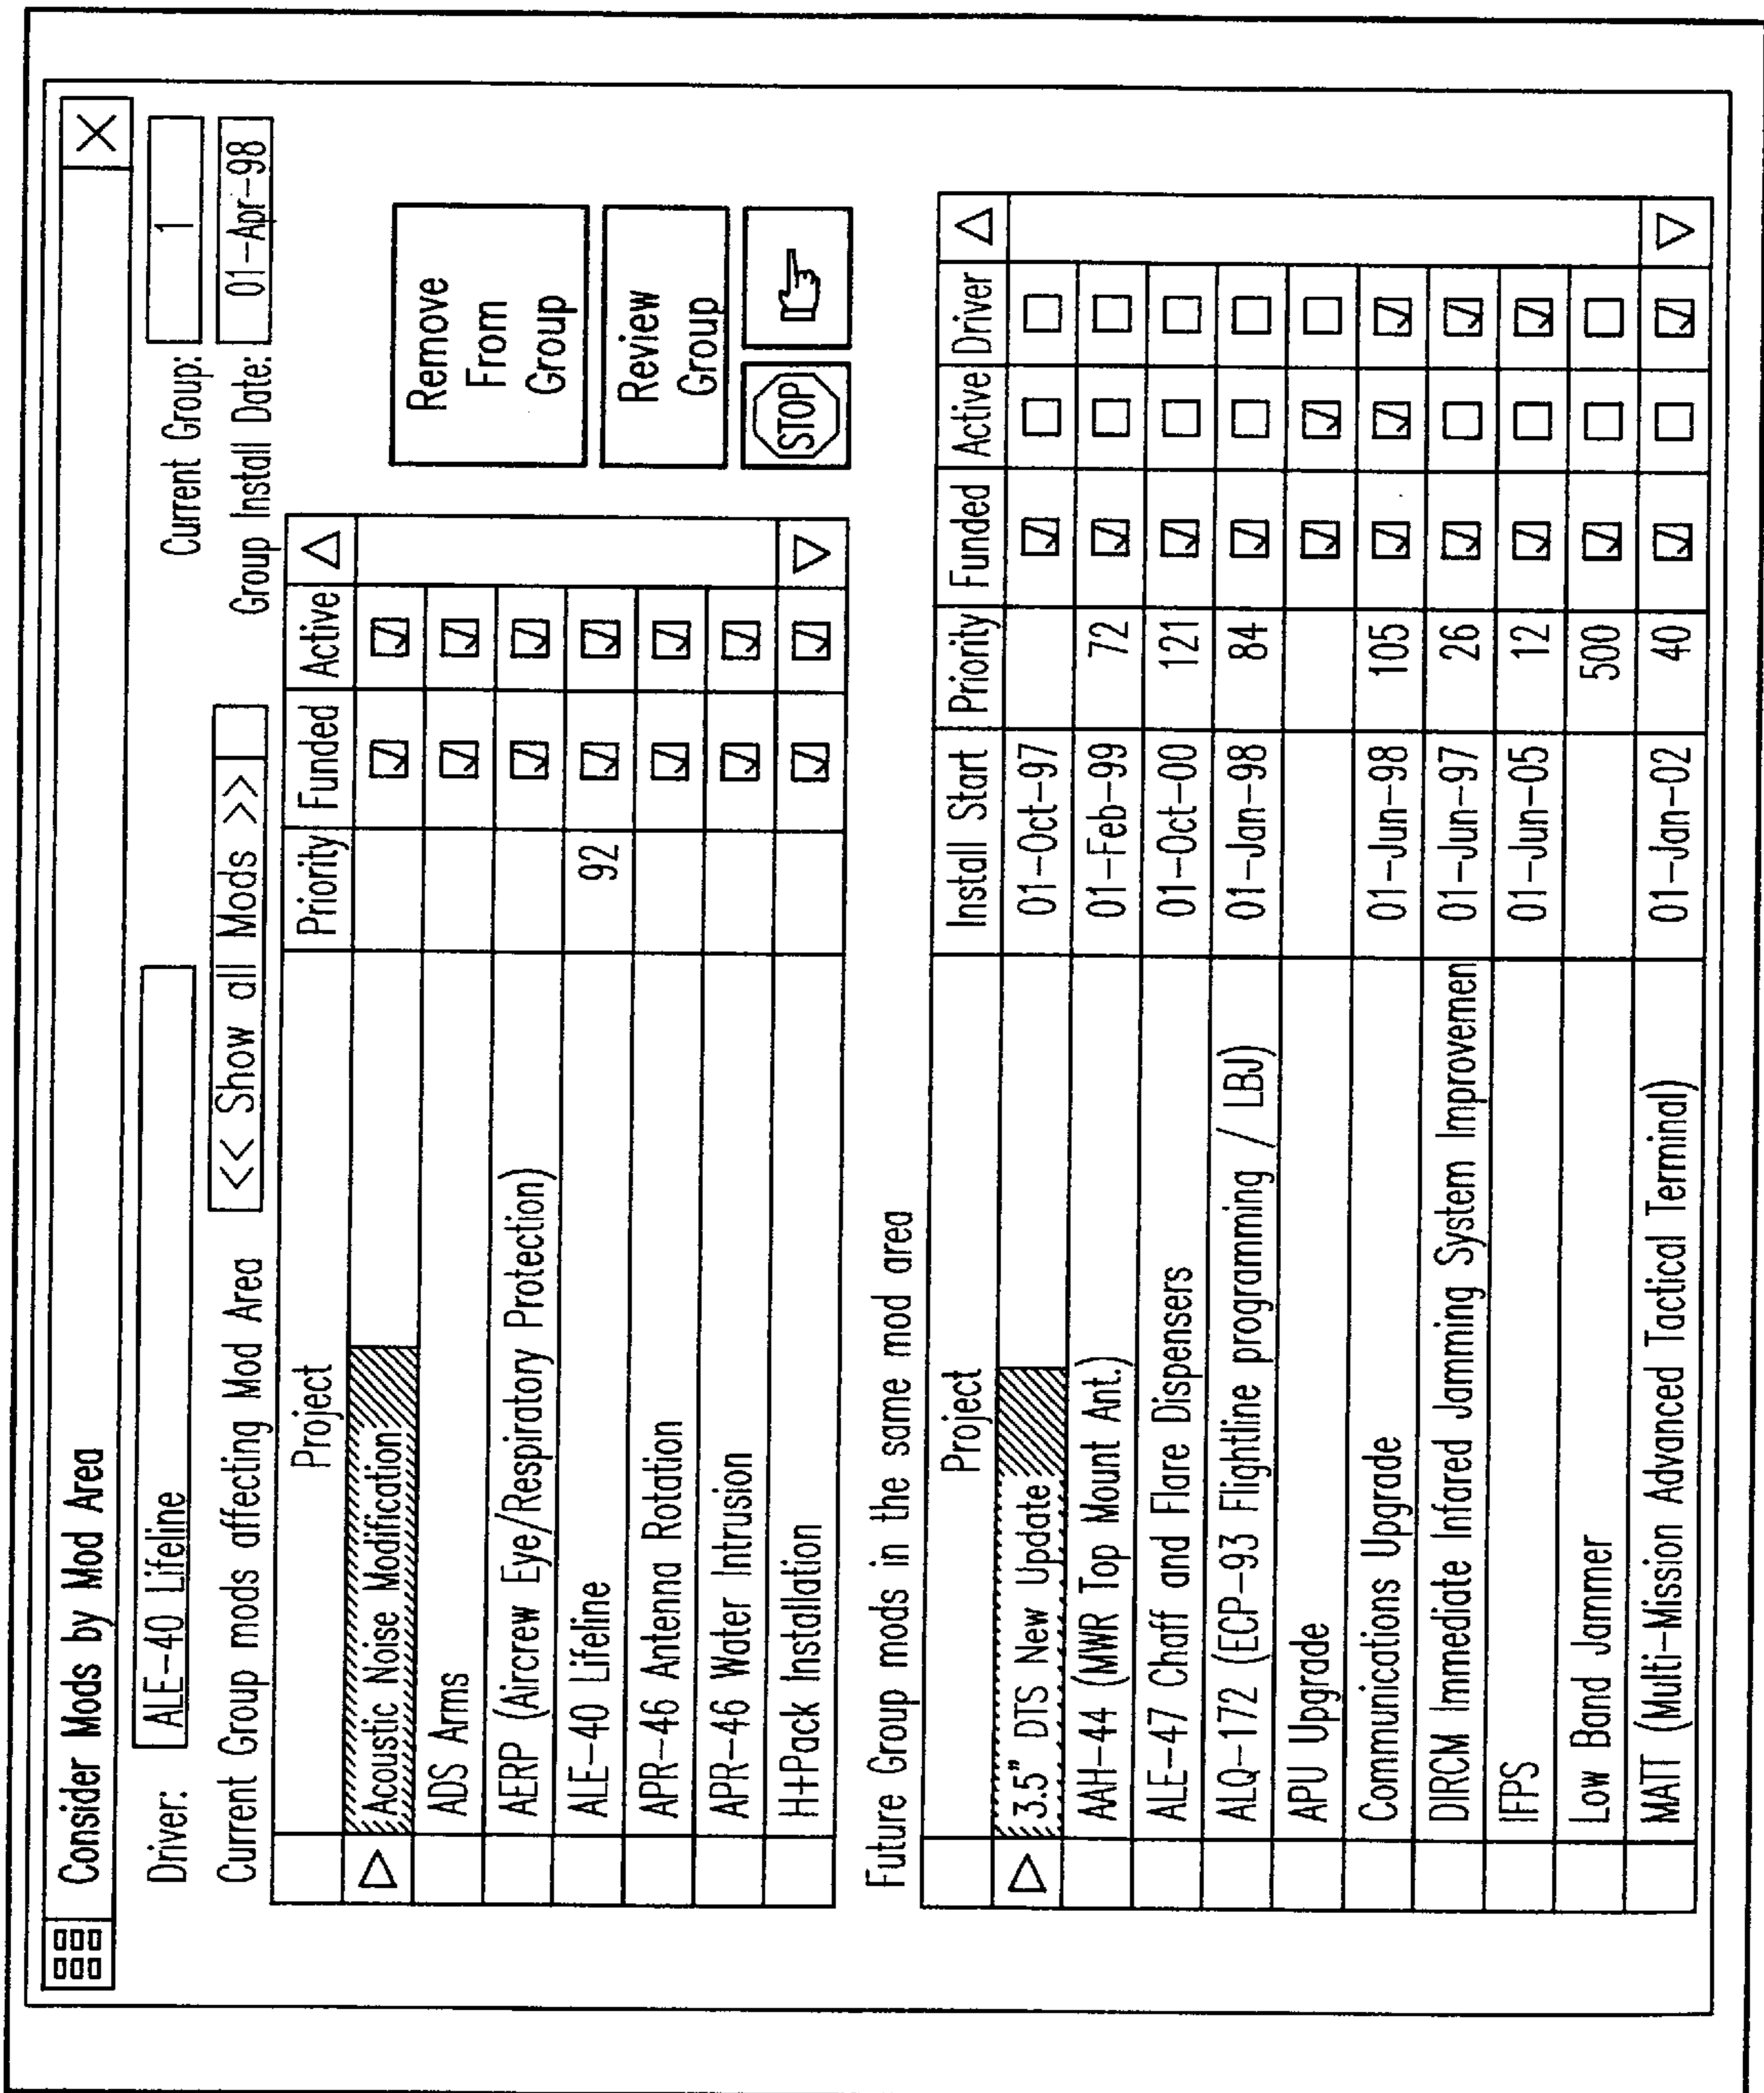 Consider Mods by Mod Area
Driver: ALE-40 Lifeline
Current Group: 1
Current Group mods affecting Mod Area
<< Show all Mods >>
Group Install Date: 01-Apr-98
Project Priority Funded Active
Acoustic Noise Modification
ADS Arms
AERP (Aircrew Eye/Respiratory Protection)
ALE-40 Lifeline 92
APR-46 Antenna Rotation
APR-46 Water Intrusion
H+Pack Installation
Remove
From
Group
Review
Group
STOP
Future Group mods in the same mod area
Project Install Start Priority Funded Active Driver
3.5" DTS New Update 01-Oct-97
AAH-44 (MWR Top Mount Ant.) 01-Feb-99 72
ALE-47 Chaff and Flare Dispensers 01-Oct-00 121
ALQ-172 (ECP-93 Flightline programming / LBJ) 01-Jan-98 84
APU Upgrade
Communications Upgrade 01-Jun-98 105
DIRCM Immediate Infared Jamming System Improvemen 01-Jun-97 26
IFPS 01-Jun-05 12
Low Band Jammer 500
MATT (Multi-Mission Advanced Tactical Terminal) 01-Jan-02 40